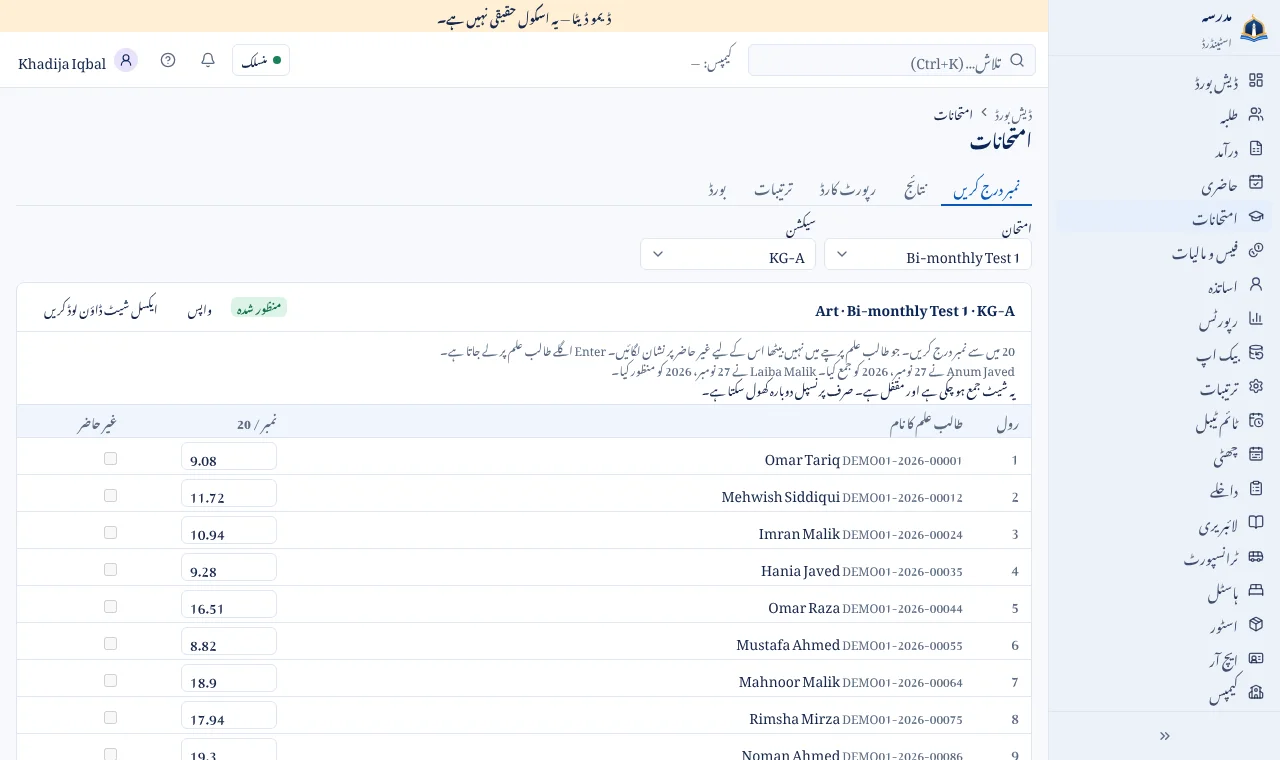 ڈیمو ڈیٹا — یہ اسکول حقیقی نہیں ہے۔
مدرسہ
اسٹینڈرڈ
تلاش... (Ctrl+K)
کیمپس: —
منسلک
Khadija Iqbal
ڈیش بورڈ
طلبہ
درآمد
حاضری
امتحانات
فیس و مالیات
اساتذہ
رپورٹس
بیک اپ
ترتیبات
ٹائم ٹیبل
چھٹی
داخلے
لائبریری
ٹرانسپورٹ
ہاسٹل
اسٹور
ایچ آر
کیمپس
ڈیش بورڈ › امتحانات
امتحانات
نمبر درج کریں نتائج رپورٹ کارڈ ترتیبات بورڈ
امتحان سیکشن
Bi-monthly Test 1 KG-A
Art · Bi-monthly Test 1 · KG-A منظور شدہ واپس ایکسل شیٹ ڈاؤن لوڈ کریں
20 میں سے نمبر درج کریں۔ جو طالب علم پرچے میں نہیں بیٹھا اس کے لیے غیر حاضر پر نشان لگائیں۔ Enter اگلے طالب علم پر لے جاتا ہے۔
Anum Javed نے 27 نومبر، 2026 کو جمع کیا۔ Laiba Malik نے 27 نومبر، 2026 کو منظور کیا۔
یہ شیٹ جمع ہو چکی ہے اور مقفل ہے۔ صرف پرنسپل دوبارہ کھول سکتا ہے۔
رول طالب علم کا نام نمبر / 20 غیر حاضر
1 Omar Tariq DEMO01-2026-00001 9.08
2 Mehwish Siddiqui DEMO01-2026-00012 11.72
3 Imran Malik DEMO01-2026-00024 10.94
4 Hania Javed DEMO01-2026-00035 9.28
5 Omar Raza DEMO01-2026-00044 16.51
6 Mustafa Ahmed DEMO01-2026-00055 8.82
7 Mahnoor Malik DEMO01-2026-00064 18.9
8 Rimsha Mirza DEMO01-2026-00075 17.94
9 Noman Ahmed DEMO01-2026-00086 19.3